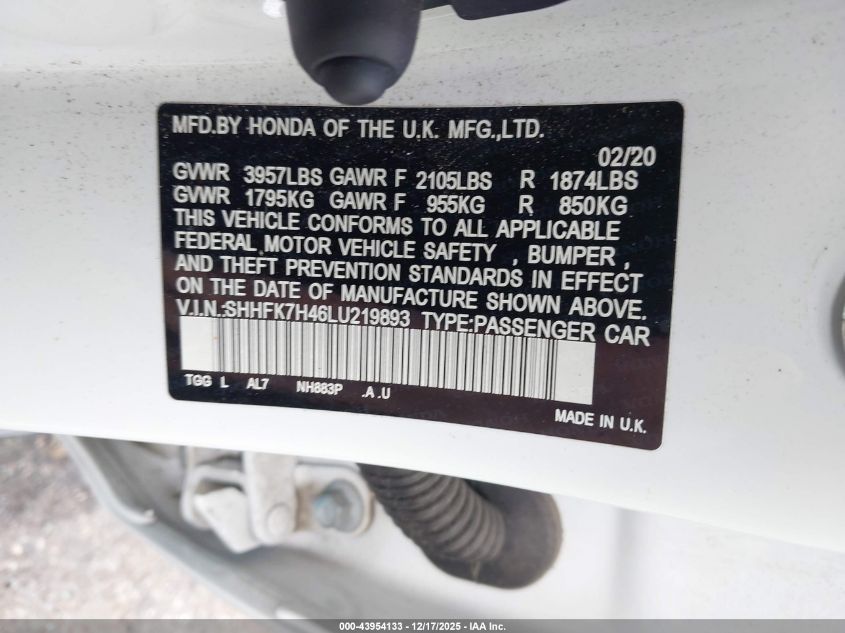 MFD.BY HONDA OF THE U.K. MFG.,LTD.
02/20
GVWR 3957LBS GAWR F 2105LBS R 1874LBS
GVWR 1795KG GAWR F 955KG R 850KG
THIS VEHICLE CONFORMS TO ALL APPLICABLE
FEDERAL MOTOR VEHICLE SAFETY , BUMPER ,
AND THEFT PREVENTION STANDARDS IN EFFECT
ON THE DATE OF MANUFACTURE SHOWN ABOVE.
V.I.N.:SHHFK7H46LU219893 TYPE:PASSENGER CAR
TGG L AL7 NH883P .A .U
MADE IN U.K.
000-43954133 - 12/17/2025 - IAA Inc.